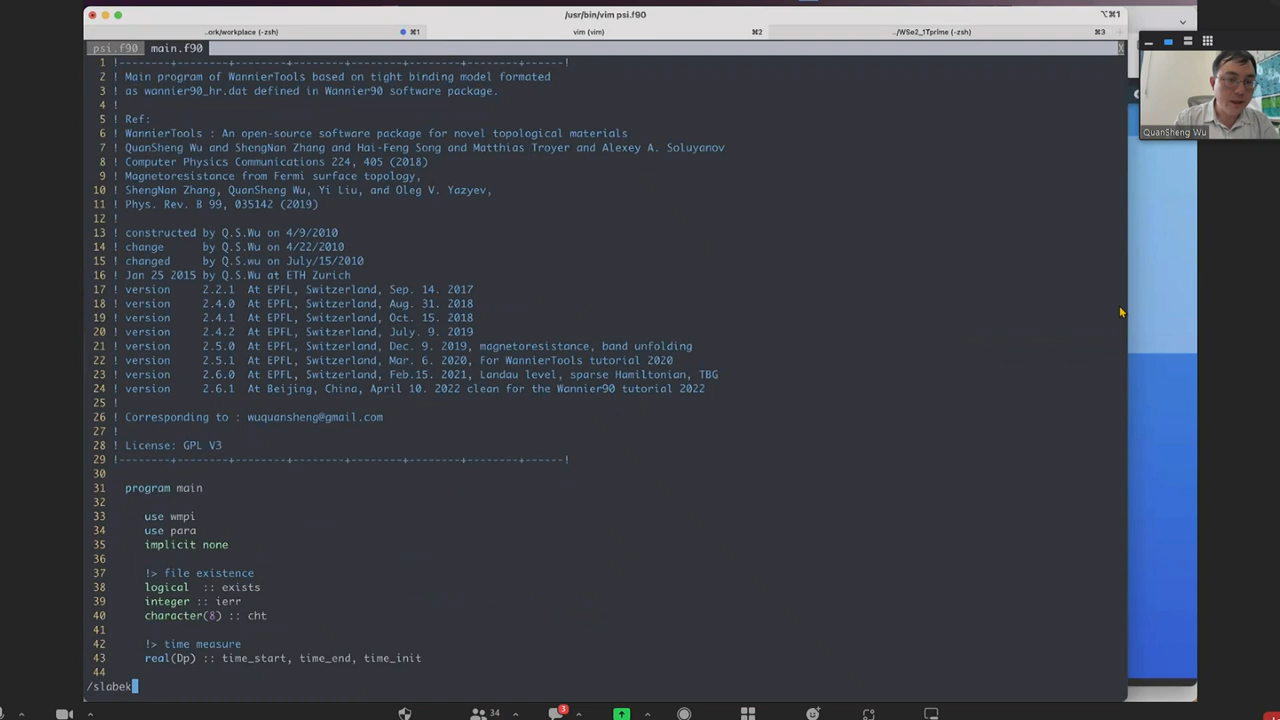 /usr/bin/vim psi.f90
⌥⌘1
..ork/workplace (-zsh)
⌘1
vim (vim)
⌘2
../WSe2_1Tprime (-zsh)
⌘3
psi.f90 main.f90
X
1 !--------+--------+--------+--------+--------+--------+--------+------!
2 ! Main program of WannierTools based on tight binding model formated
3 ! as wannier90_hr.dat defined in Wannier90 software package.
4 !
5 ! Ref:
6 ! WannierTools : An open-source software package for novel topological materials
7 ! QuanSheng Wu and ShengNan Zhang and Hai-Feng Song and Matthias Troyer and Alexey A. Soluyanov
8 ! Computer Physics Communications 224, 405 (2018)
9 ! Magnetoresistance from Fermi surface topology,
10 ! ShengNan Zhang, QuanSheng Wu, Yi Liu, and Oleg V. Yazyev,
11 ! Phys. Rev. B 99, 035142 (2019)
12 !
13 ! constructed by Q.S.Wu on 4/9/2010
14 ! change by Q.S.Wu on 4/22/2010
15 ! changed by Q.S.wu on July/15/2010
16 ! Jan 25 2015 by Q.S.Wu at ETH Zurich
17 ! version 2.2.1 At EPFL, Switzerland, Sep. 14. 2017
18 ! version 2.4.0 At EPFL, Switzerland, Aug. 31. 2018
19 ! version 2.4.1 At EPFL, Switzerland, Oct. 15. 2018
20 ! version 2.4.2 At EPFL, Switzerland, July. 9. 2019
21 ! version 2.5.0 At EPFL, Switzerland, Dec. 9. 2019, magnetoresistance, band unfolding
22 ! version 2.5.1 At EPFL, Switzerland, Mar. 6. 2020, For WannierTools tutorial 2020
23 ! version 2.6.0 At EPFL, Switzerland, Feb.15. 2021, Landau level, sparse Hamiltonian, TBG
24 ! version 2.6.1 At Beijing, China, April 10. 2022 clean for the Wannier90 tutorial 2022
25 !
26 ! Corresponding to : wuquansheng@gmail.com
27 !
28 ! License: GPL V3
29 !--------+--------+--------+--------+--------+--------+--------+------!
30
31 program main
32
33 use wmpi
34 use para
35 implicit none
36
37 !> file existence
38 logical :: exists
39 integer :: ierr
40 character(8) :: cht
41
42 !> time measure
43 real(Dp) :: time_start, time_end, time_init
44
/slabek
QuanSheng Wu
34
3